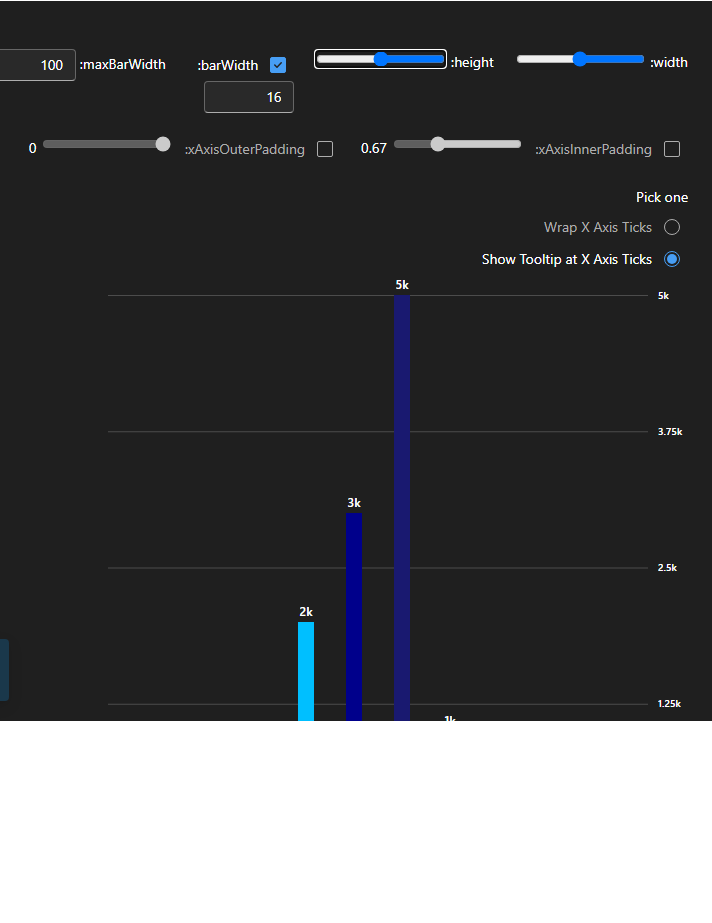 100 :maxBarWidth :barWidth :height :width
16
0 :xAxisOuterPadding 0.67 :xAxisInnerPadding
Pick one
Wrap X Axis Ticks
Show Tooltip at X Axis Ticks
5k
5k
3.75k
3k
2.5k
2k
1.25k
1k